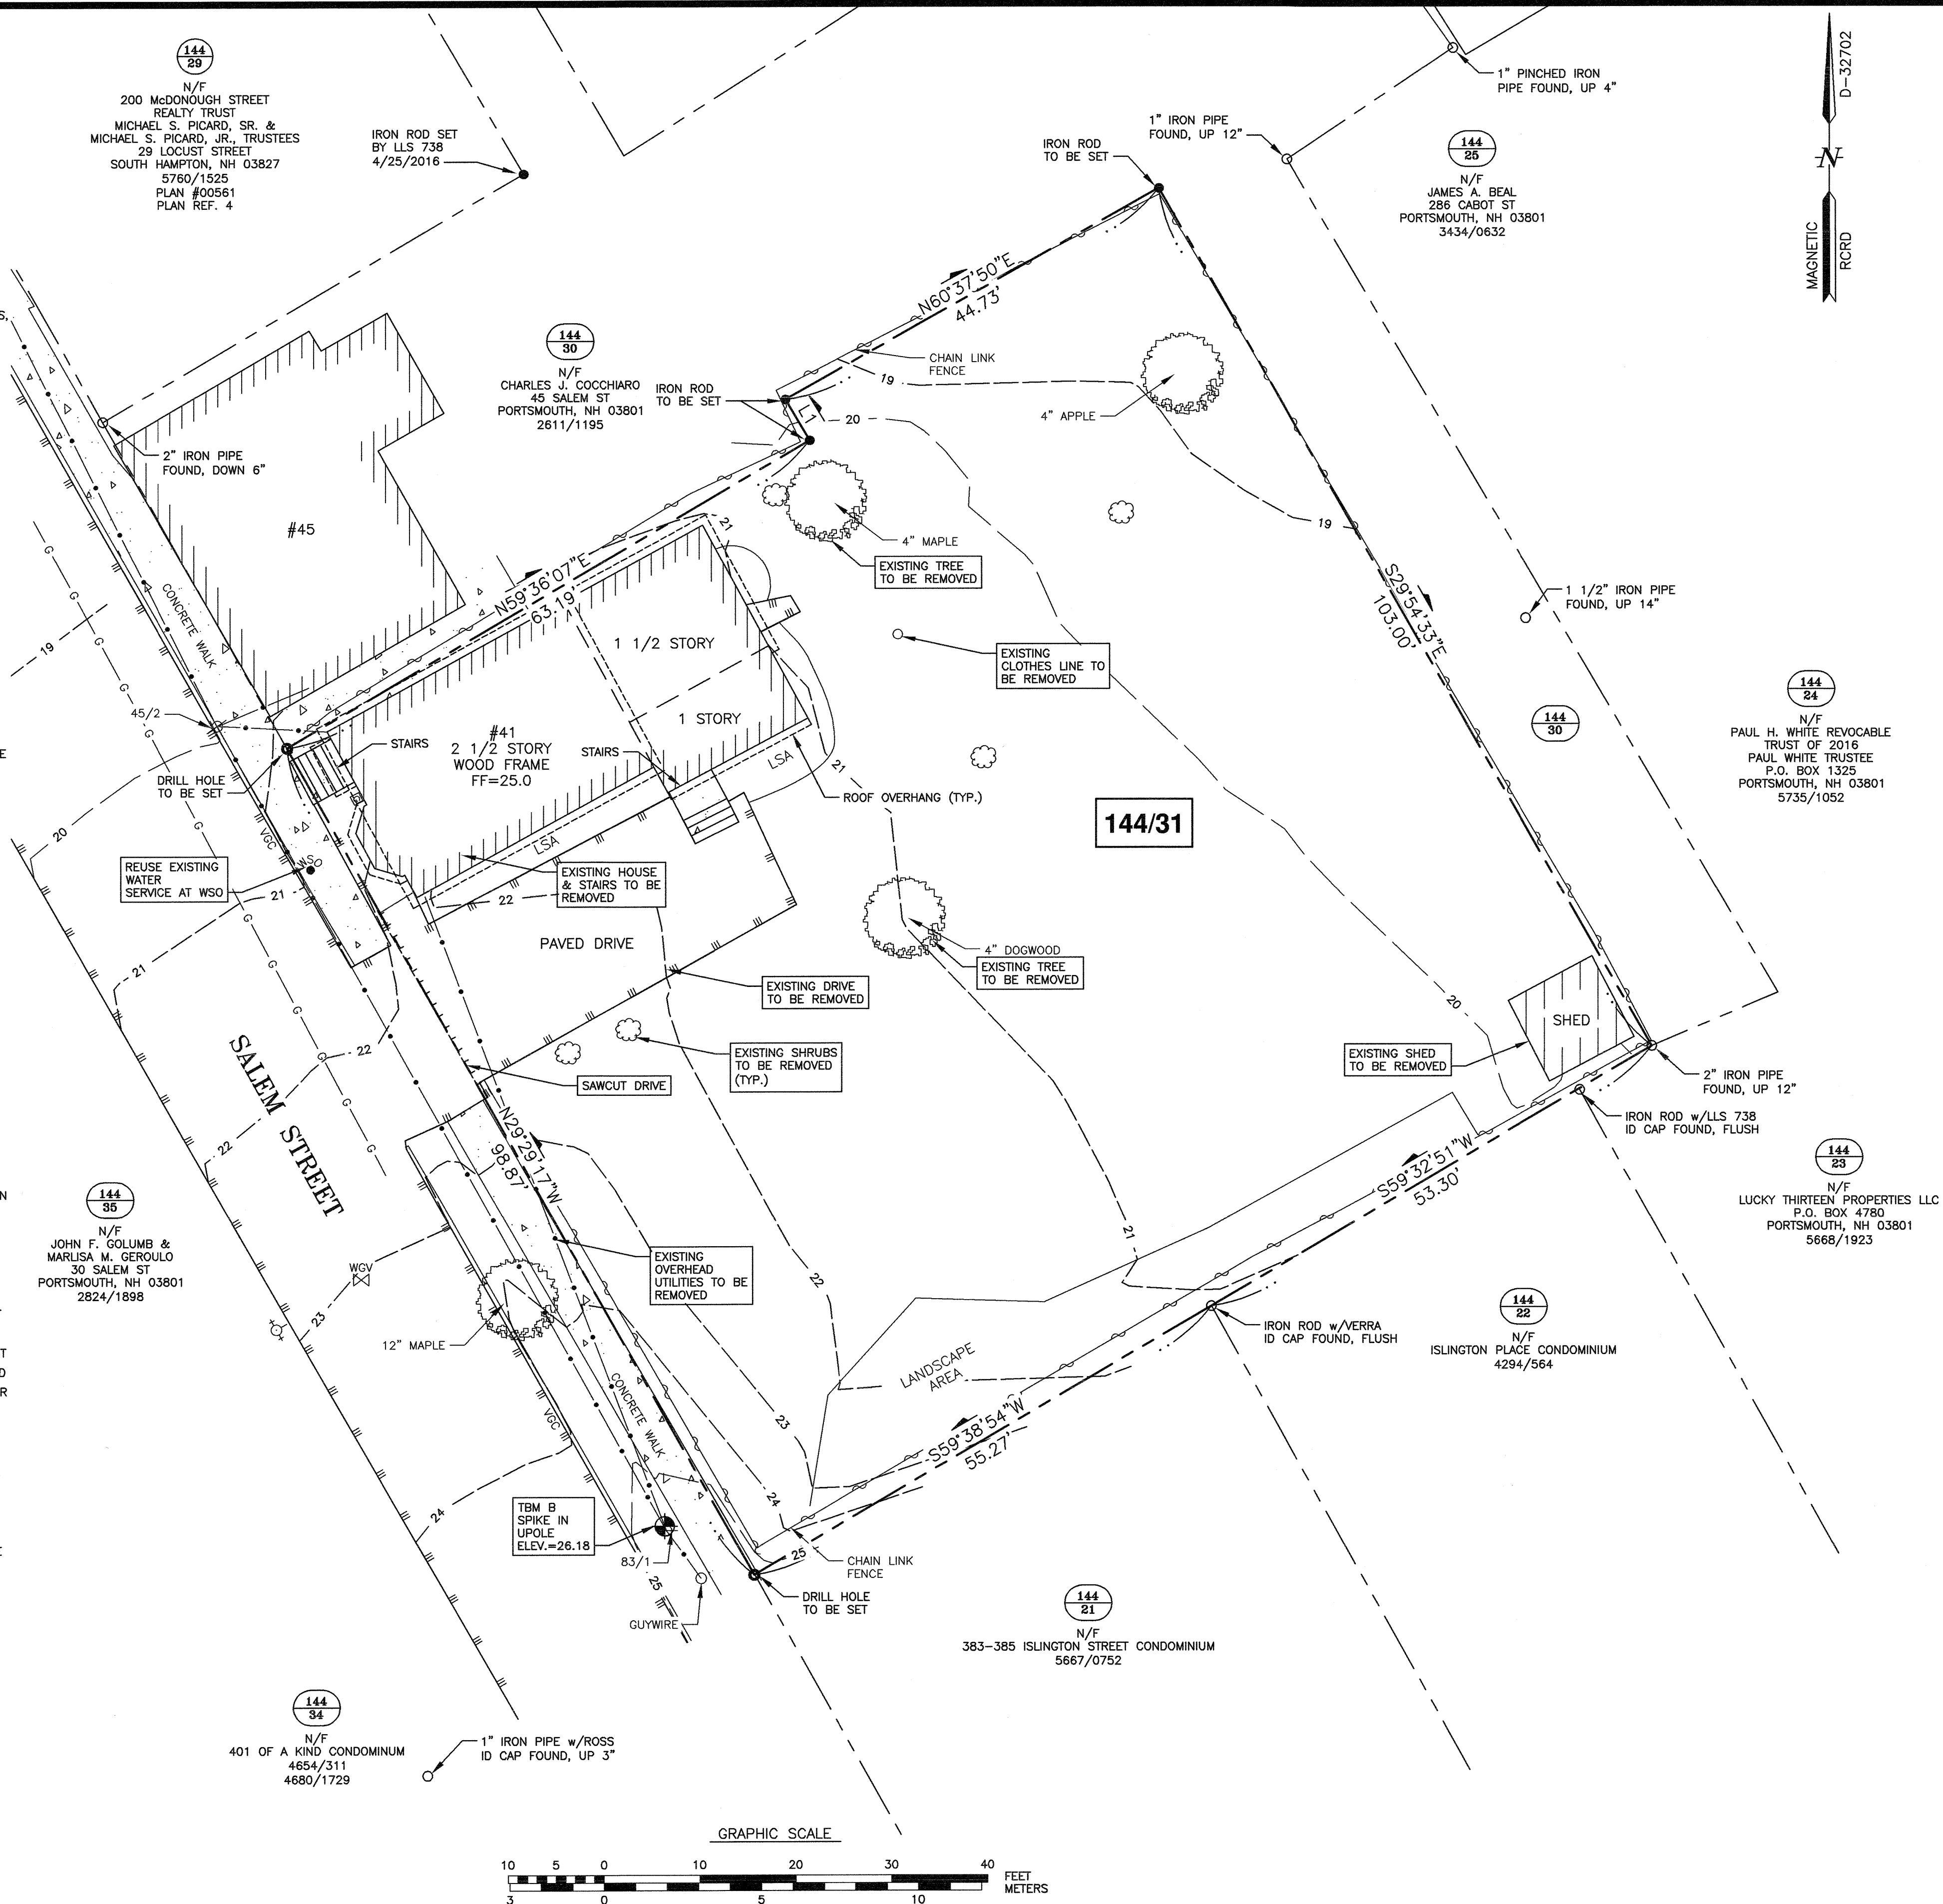 144
29
N/F
200 McDONOUGH STREET
REALTY TRUST
MICHAEL S. PICARD, SR. &
MICHAEL S. PICARD, JR., TRUSTEES
29 LOCUST STREET
SOUTH HAMPTON, NH 03827
5760/1525
PLAN #00561
PLAN REF. 4
IRON ROD SET
BY LLS 738
4/25/2016
1" PINCHED IRON
PIPE FOUND, UP 4"
1" IRON PIPE
FOUND, UP 12"
IRON ROD
TO BE SET
144
25
N/F
JAMES A. BEAL
286 CABOT ST
PORTSMOUTH, NH 03801
3434/0632
D-32702
N
MAGNETIC
RCRD
S,
N60°37'50"E
44.73'
144
30
N/F
CHARLES J. COCCHIARO
45 SALEM ST
PORTSMOUTH, NH 03801
2611/1195
IRON ROD
TO BE SET
CHAIN LINK
FENCE
19
L1
20
4" APPLE
2" IRON PIPE
FOUND, DOWN 6"
#45
21
4" MAPLE
EXISTING TREE
TO BE REMOVED
19
G
G
G
G
G
G
G
G
G
G
CONCRETE WALK
N59°36'07"E
63.19'
S29°54'33"E
103.00'
1 1/2" IRON PIPE
FOUND, UP 14"
19
1 1/2 STORY
EXISTING
CLOTHES LINE TO
BE REMOVED
144
24
N/F
PAUL H. WHITE REVOCABLE
TRUST OF 2016
PAUL WHITE TRUSTEE
P.O. BOX 1325
PORTSMOUTH, NH 03801
5735/1052
144
30
45/2
1 STORY
#41
2 1/2 STORY
WOOD FRAME
FF=25.0
STAIRS
STAIRS
LSA
21
ROOF OVERHANG (TYP.)
E
DRILL HOLE
TO BE SET
20
VGC
144/31
REUSE EXISTING
WATER
SERVICE AT WSO
WSO
21
LSA
EXISTING HOUSE
& STAIRS TO BE
REMOVED
22
PAVED DRIVE
4" DOGWOOD
EXISTING TREE
TO BE REMOVED
21
EXISTING DRIVE
TO BE REMOVED
20
SHED
EXISTING SHED
TO BE REMOVED
SALEM STREET
22
EXISTING SHRUBS
TO BE REMOVED
(TYP.)
SAWCUT DRIVE
2" IRON PIPE
FOUND, UP 12"
IRON ROD w/LLS 738
ID CAP FOUND, FLUSH
N29°29'17"W
98.87'
22
S59°32'51"W
53.30'
144
23
N/F
LUCKY THIRTEEN PROPERTIES LLC
P.O. BOX 4780
PORTSMOUTH, NH 03801
5668/1923
N
144
35
N/F
JOHN F. GOLUMB &
MARLISA M. GEROULO
30 SALEM ST
PORTSMOUTH, NH 03801
2824/1898
WGV
EXISTING
OVERHEAD
UTILITIES TO BE
REMOVED
21
22
23
12" MAPLE
IRON ROD w/VERRA
ID CAP FOUND, FLUSH
144
22
N/F
ISLINGTON PLACE CONDOMINIUM
4294/564
T
D
R
LANDSCAPE
AREA
CONCRETE WALK
VGC
23
S59°38'54"W
55.27'
24
24
TBM B
SPIKE IN
UPOLE
ELEV.=26.18
83/1
25
25
CHAIN LINK
FENCE
DRILL HOLE
TO BE SET
GUYWIRE
144
21
N/F
383-385 ISLINGTON STREET CONDOMINIUM
5667/0752
144
34
N/F
401 OF A KIND CONDOMINUM
4654/311
4680/1729
1" IRON PIPE w/ROSS
ID CAP FOUND, UP 3"
GRAPHIC SCALE
10 5 0 10 20 30 40
FEET
METERS
3 0 5 10